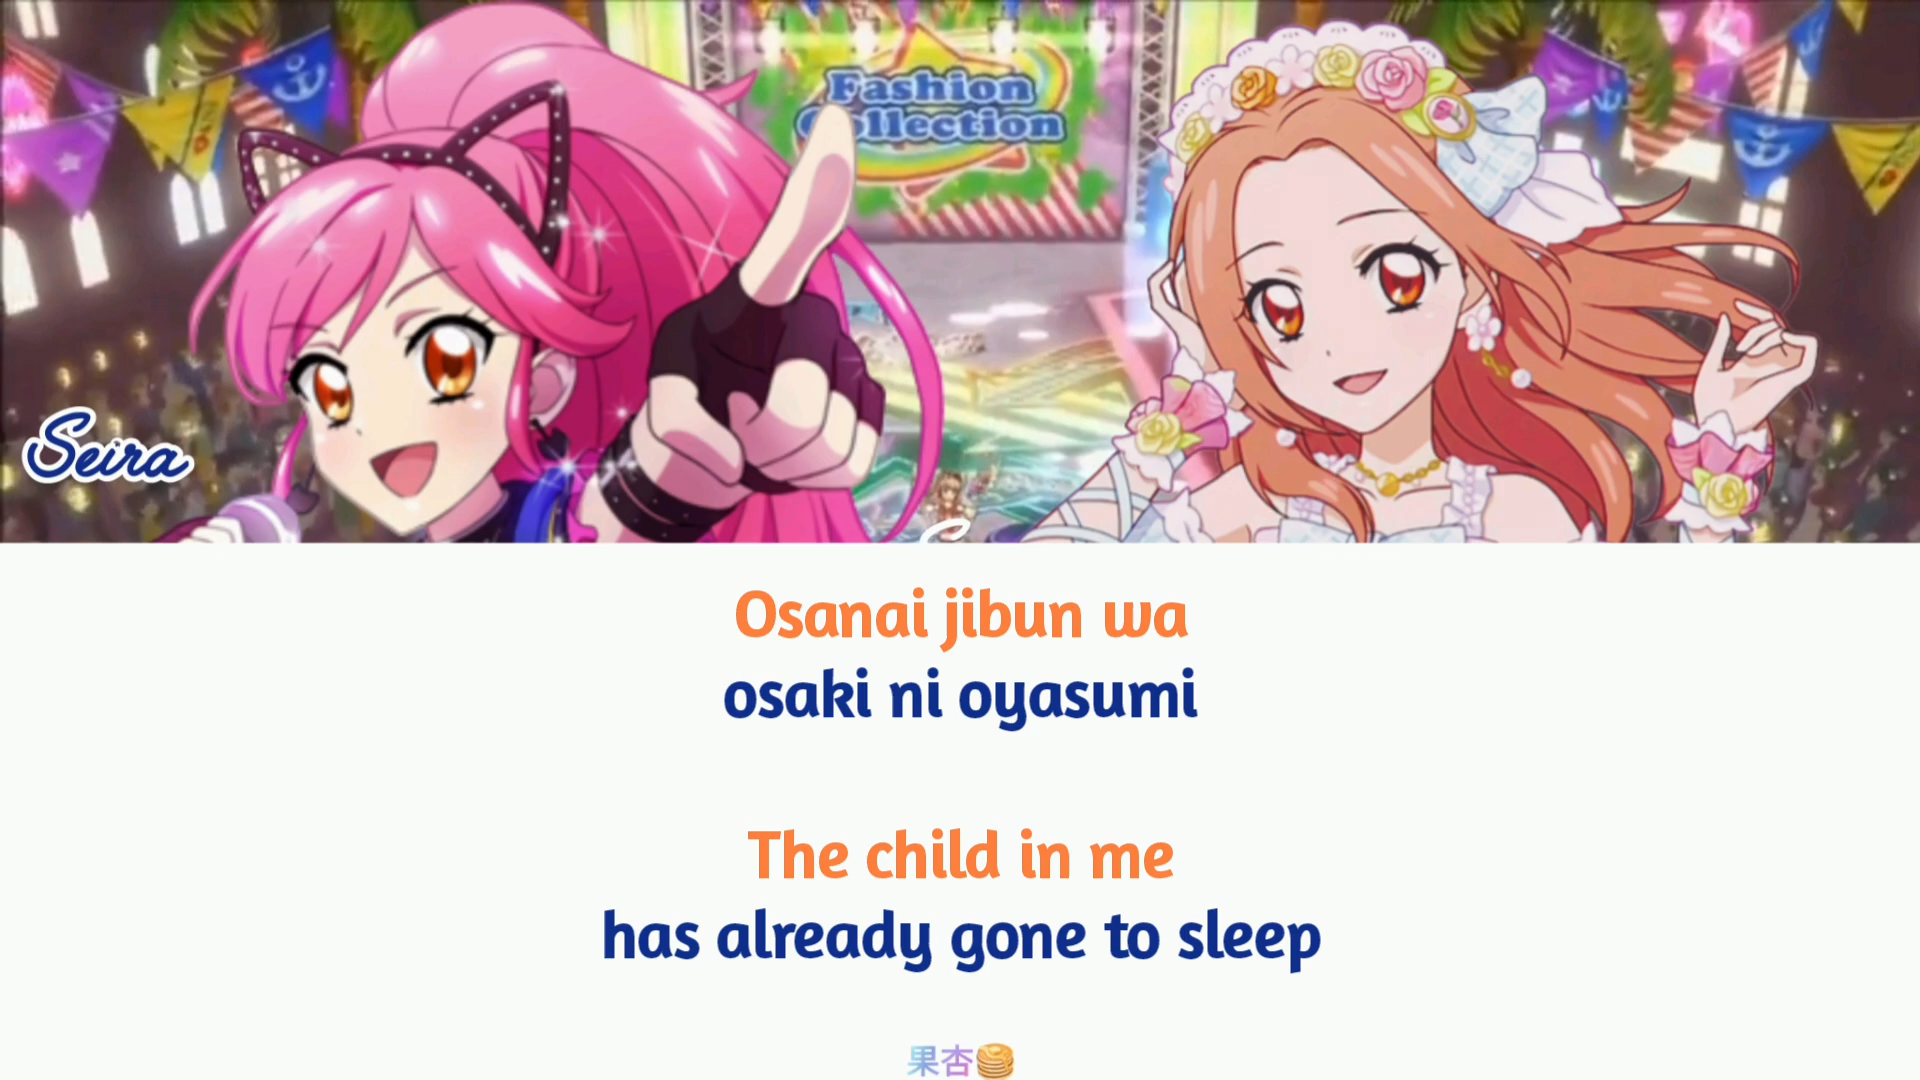 Fashion
Collection
Seira
Osanai jibun wa
osaki ni oyasumi
The child in me
has already gone to sleep
果杏